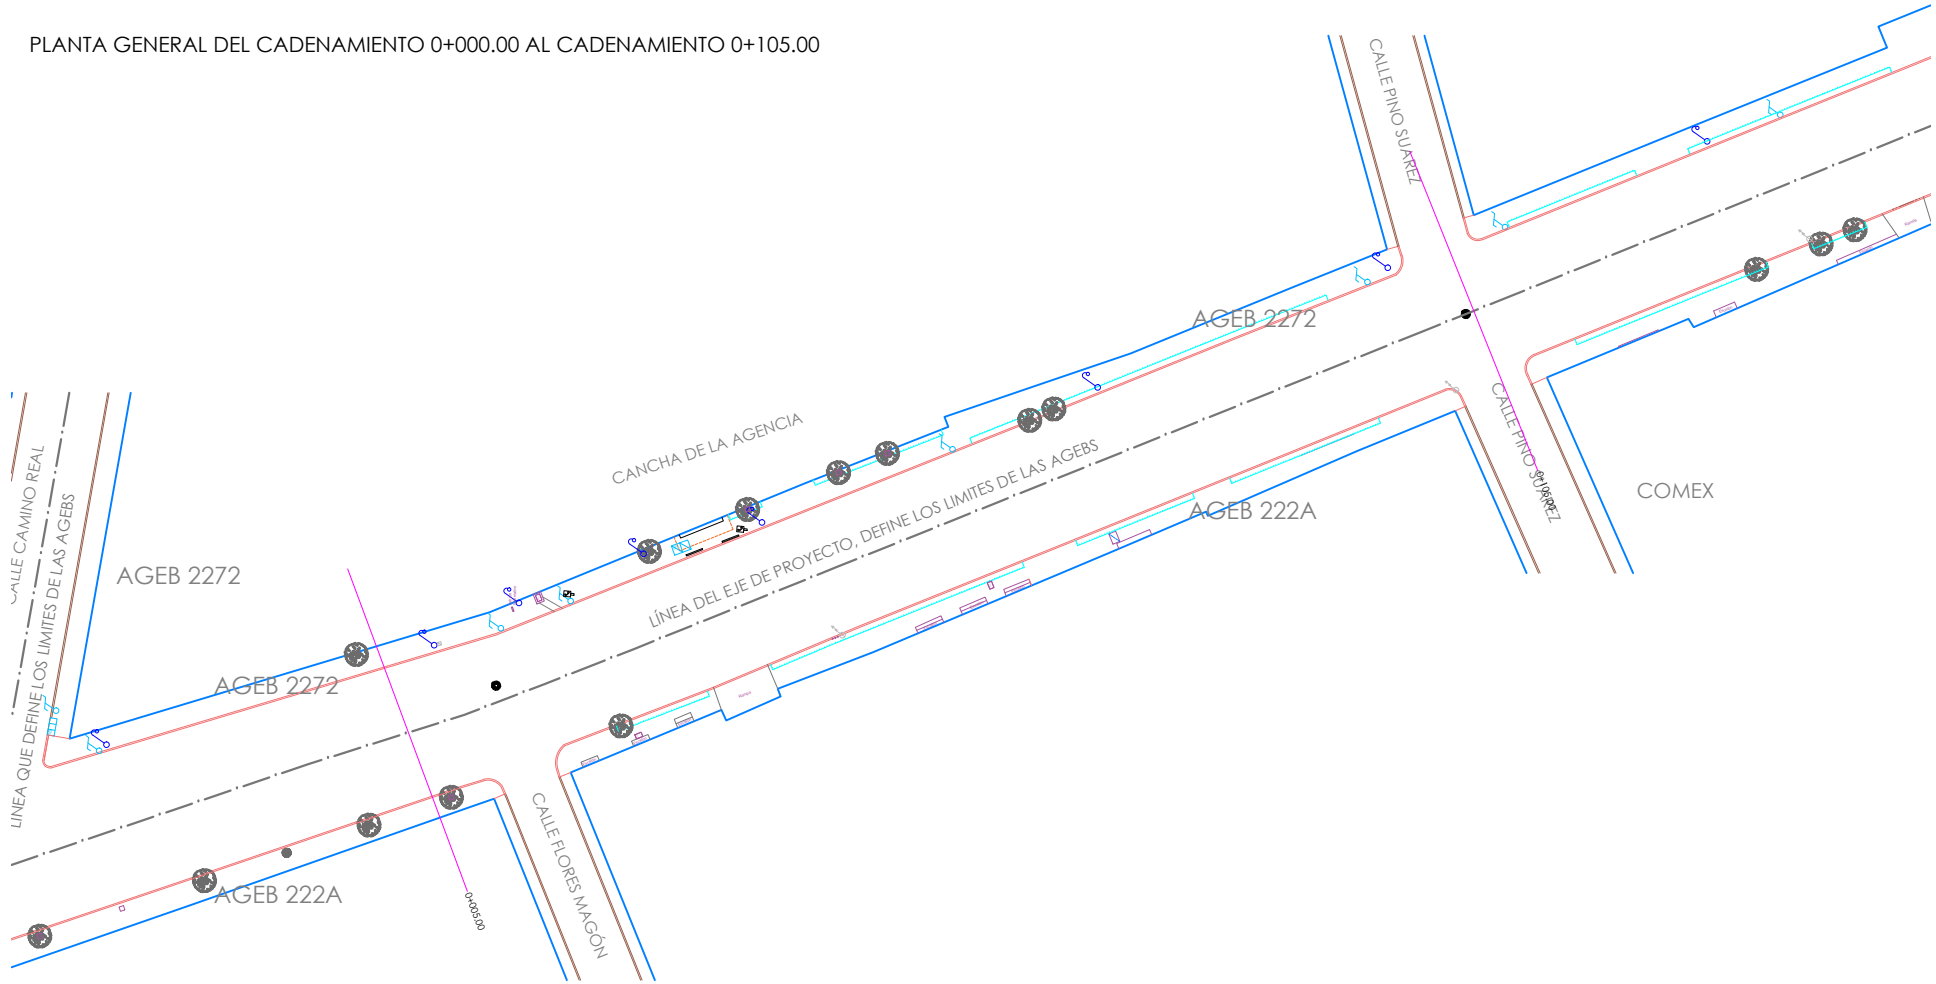 PLANTA GENERAL DEL CADENAMIENTO 0+000.00 AL CADENAMIENTO 0+105.00
CALLE PINO SUAREZ
AGEB 2272
CANCHA DE LA AGENCIA
CALLE PINO SUAREZ
0+105.00
COMEX
AGEB 222A
LÍNEA DEL EJE DE PROYECTO, DEFINE LOS LIMITES DE LAS AGEBS
CALLE CAMINO REAL
LINEA QUE DEFINE LOS LIMITES DE LAS AGEBS
AGEB 2272
AGEB 2272
AGEB 222A
0+005.00
CALLE FLORES MAGÓN